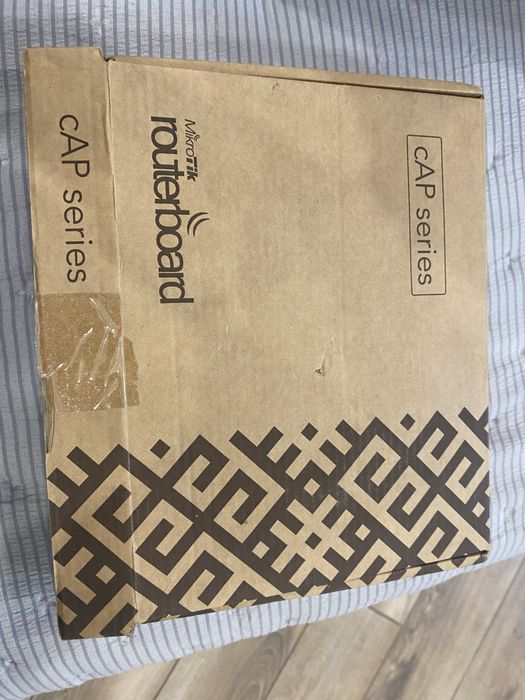 cAP series
MikroTik
routerboard
cAP series